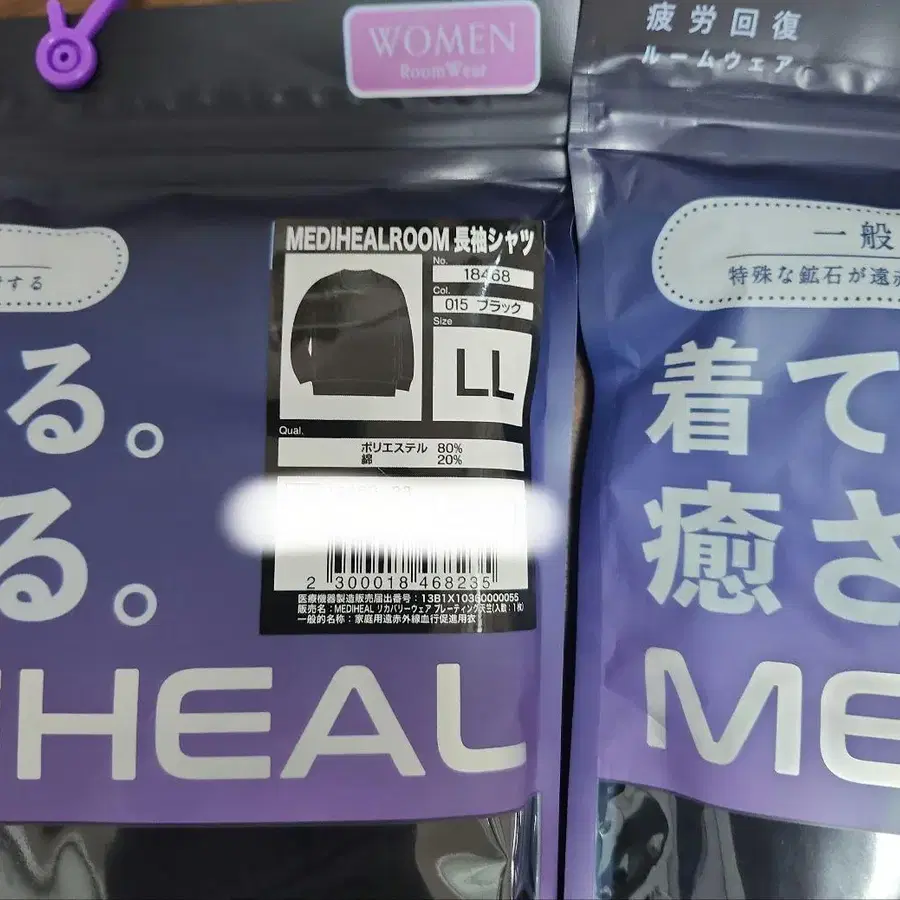 WOMEN
RoomWear
疲労回復
ルームウェア
する
る。
る。
HEAL
MEDIHEALROOM 長袖シャツ
No.
18468
Col.
015 ブラック
Size
LL
Qual.
ポリエステル 80%
綿 20%
2 300018 468235
医療機器製造販売届出番号：13B1X10360000055
販売名：MEDIHEAL リカバリーウェア プレーティング天竺(入数：1枚)
一般的名称：家庭用遠赤外線血行促進用衣
一般
特殊な鉱石が遠赤
着て
癒さ
ME